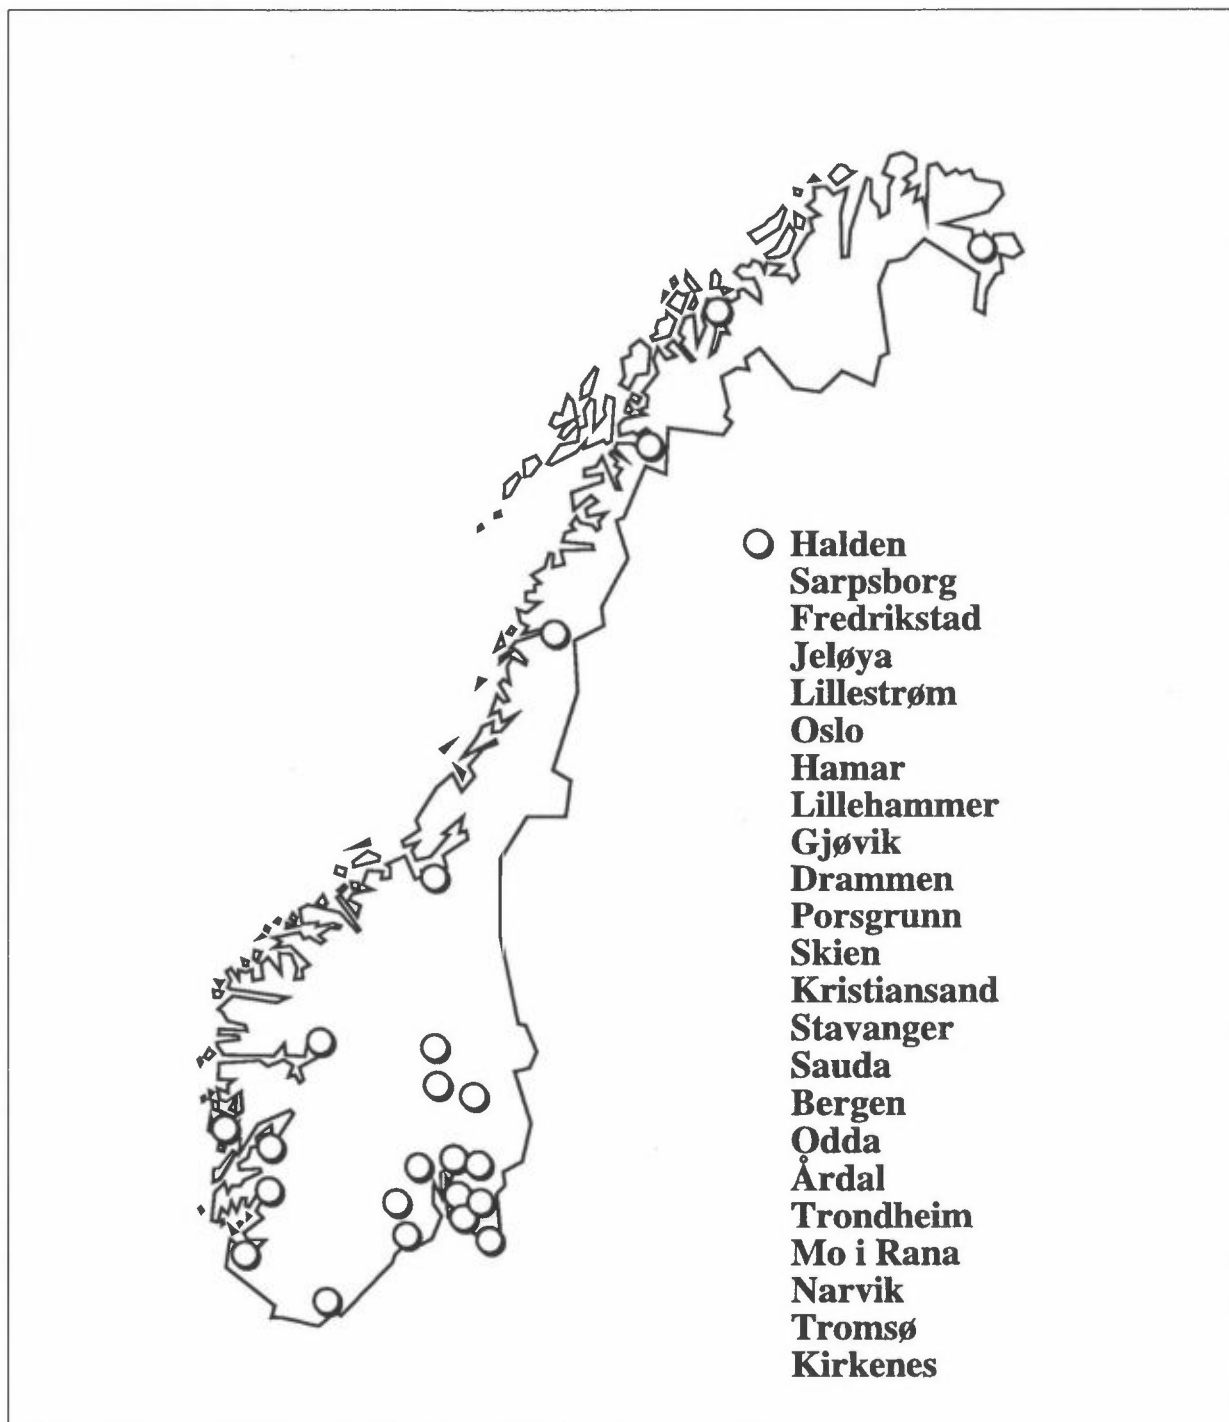 Halden
Sarpsborg
Fredrikstad
Jeløya
Lillestrøm
Oslo
Hamar
Lillehammer
Gjøvik
Drammen
Porsgrunn
Skien
Kristiansand
Stavanger
Sauda
Bergen
Odda
Årdal
Trondheim
Mo i Rana
Narvik
Tromsø
Kirkenes